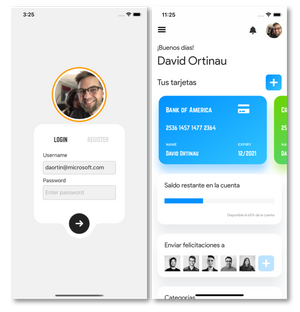 3:25
LOGIN
REGISTER
Username
daortin@microsoft.com
Password
Enter password
11:25
¡Buenos dias!
David Ortinau
Tus tarjetas
Bank of America
2536 1457 1477 2364
NAME
EXPIRY
David Ortinau
12/2021
Saldo restante en la cuenta
Disponible el 60% de la cuenta
Enviar felicitaciones a
Categorias